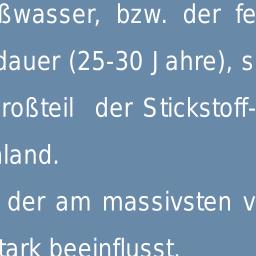 ßwasser, bzw. der fe
dauer (25-30 Jahre), s
roßteil der Stickstoff-
land.
der am massivsten v
tark beeinflusst.